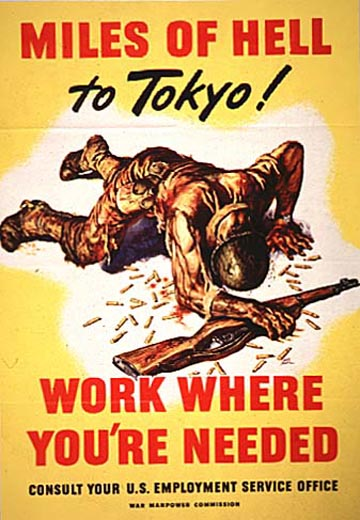 MILES OF HELL
to Tokyo!
WORK WHERE
YOU'RE NEEDED
CONSULT YOUR U.S. EMPLOYMENT SERVICE OFFICE
WAR MANPOWER COMMISSION